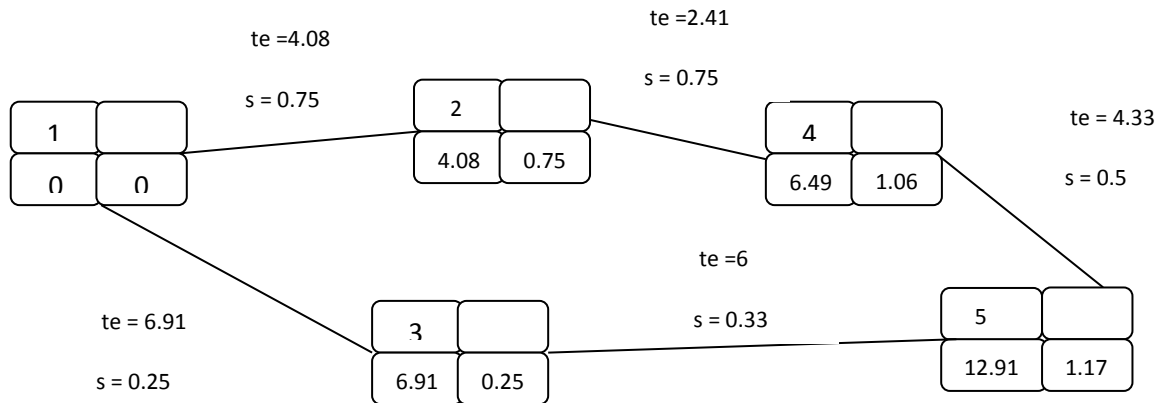 te =4.08
s = 0.75
te =2.41
s = 0.75
te = 4.33
s = 0.5
1
0 0
2
4.08 0.75
4
6.49 1.06
te =6
s = 0.33
te = 6.91
s = 0.25
3
6.91 0.25
5
12.91 1.17